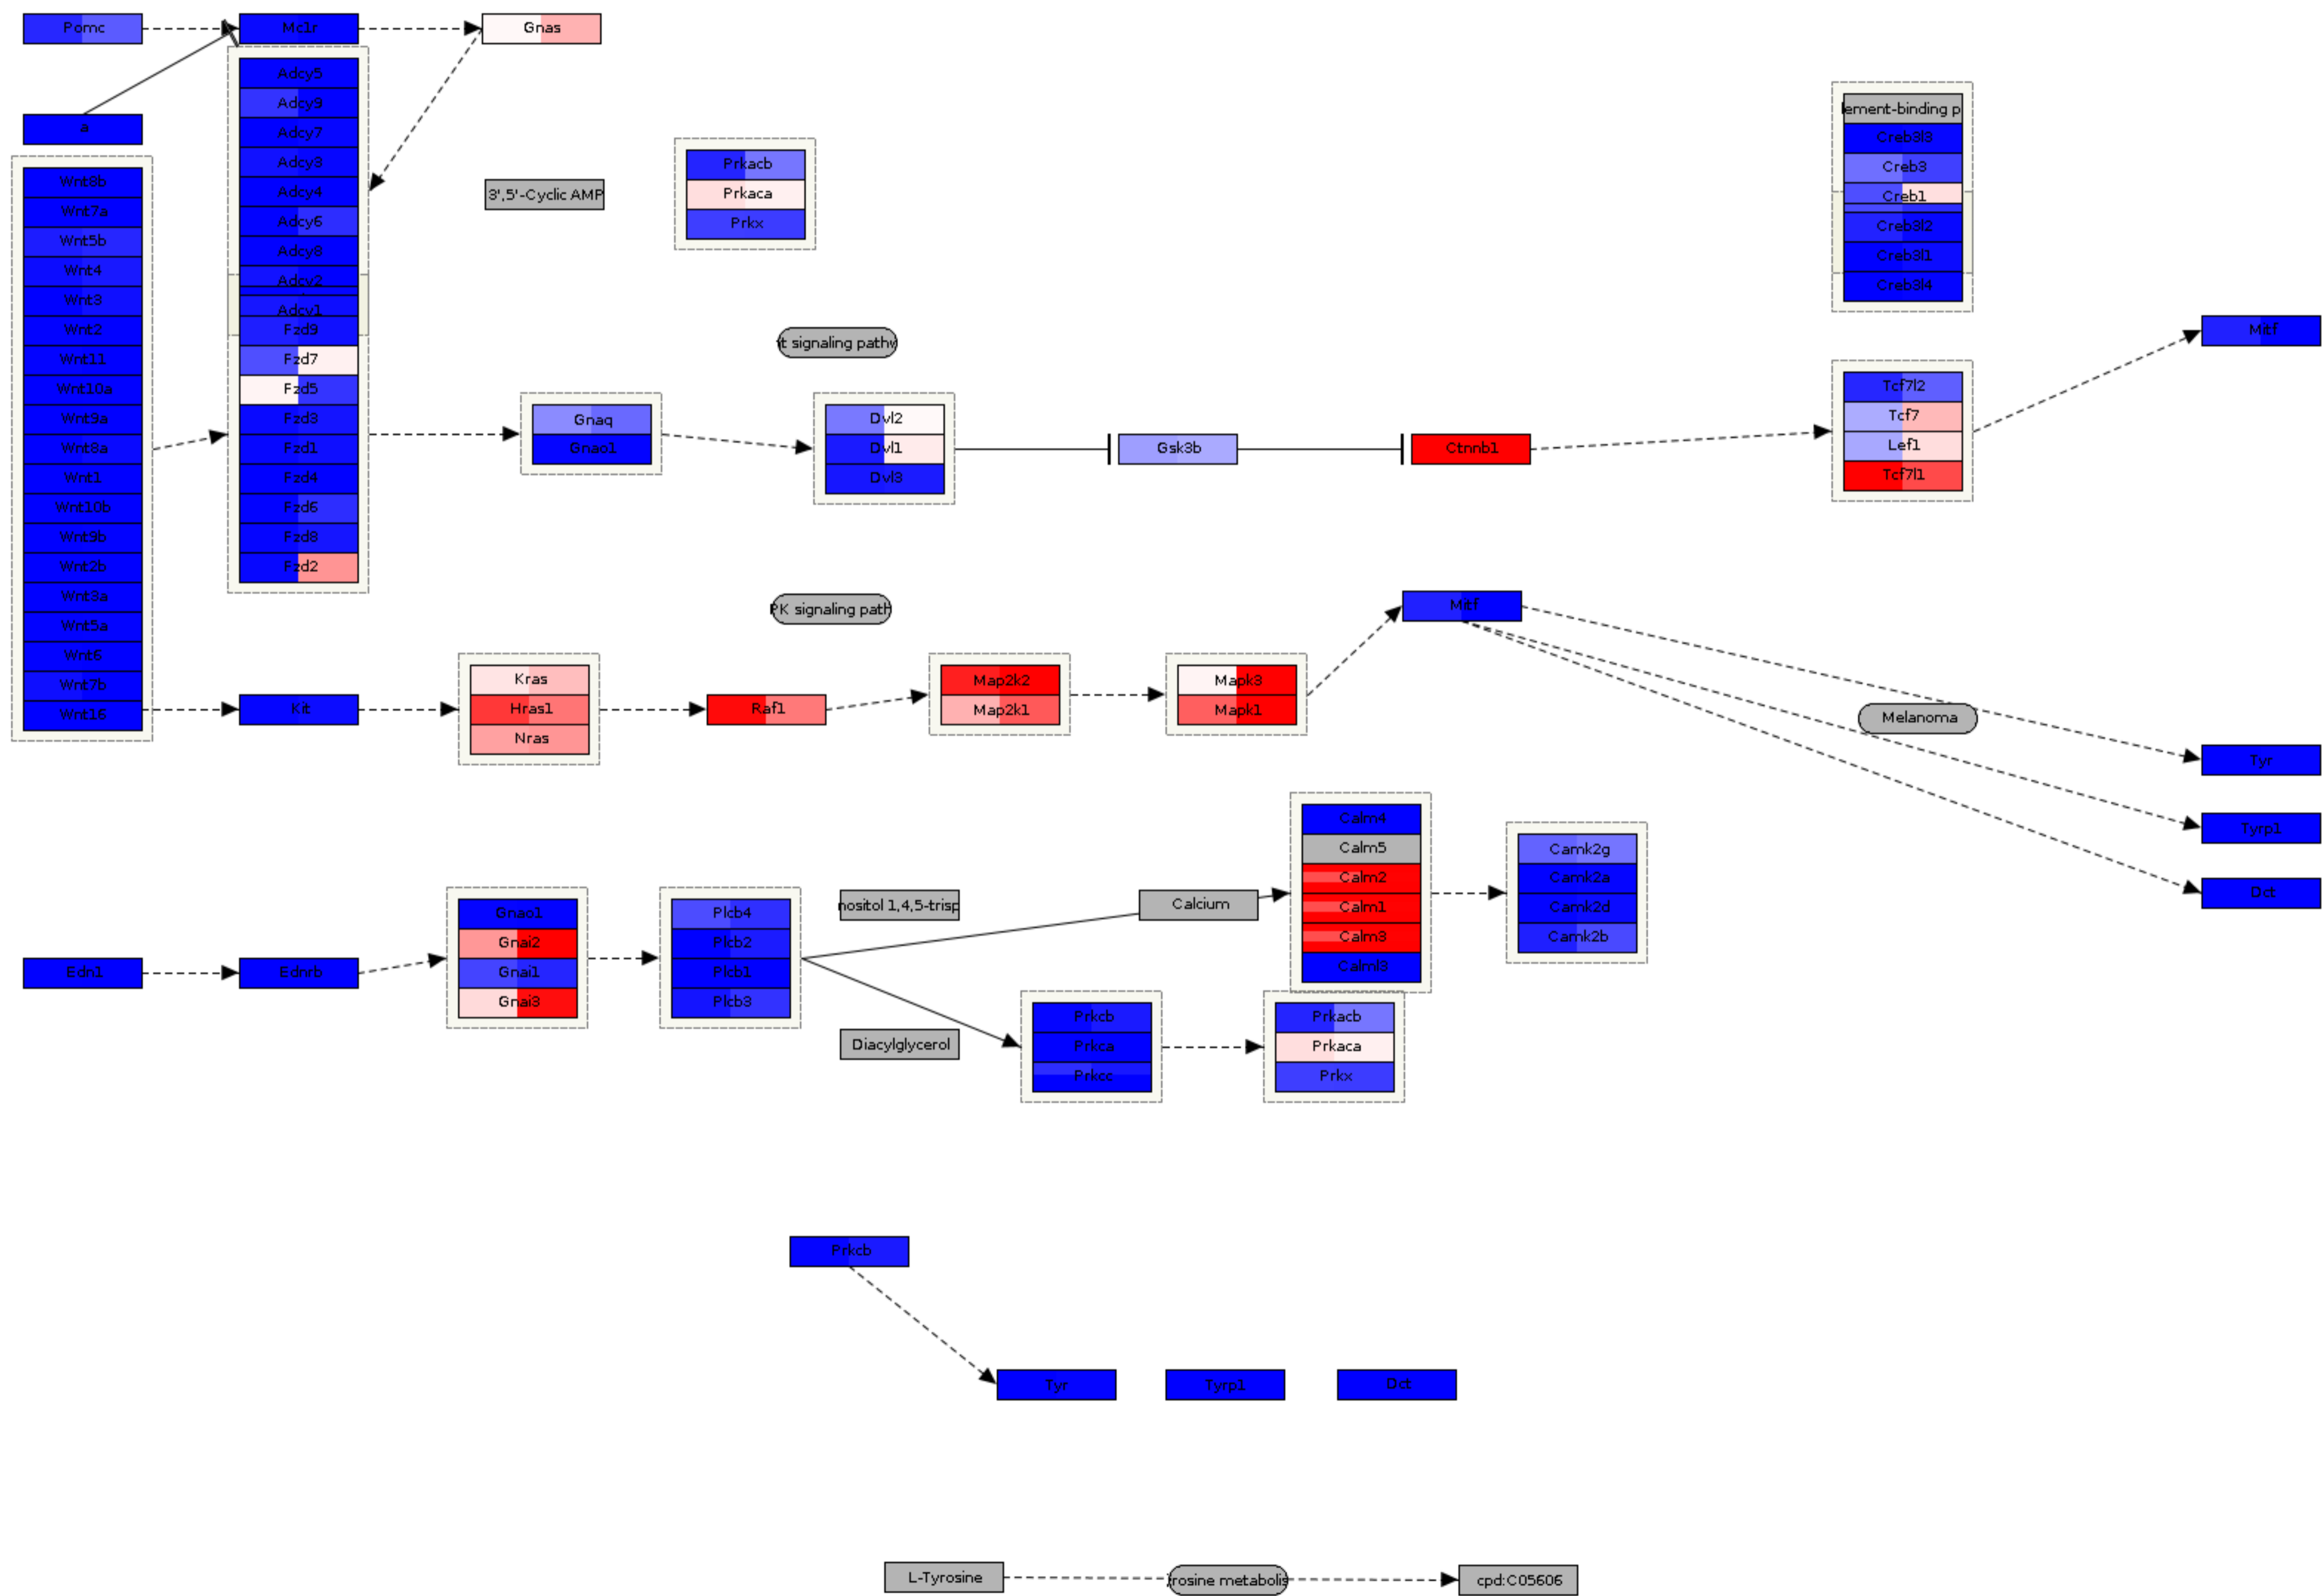 Pomc
Mc1r
Gnas
a
Adcy5
Adcy9
Adcy7
Adcy3
Adcy4
Adcy6
Adcy8
Adcy2
Adcy1
Fzd9
Fzd7
Fzd5
Fzd3
Fzd1
Fzd4
Fzd6
Fzd8
Fzd2
Wnt8b
Wnt7a
Wnt5b
Wnt4
Wnt3
Wnt2
Wnt11
Wnt10a
Wnt9a
Wnt8a
Wnt1
Wnt10b
Wnt9b
Wnt2b
Wnt3a
Wnt5a
Wnt6
Wnt7b
Wnt16
3',5'-Cyclic AMP
Prkacb
Prkaca
Prkx
lement-binding p
Creb3l3
Creb3
Creb1
Creb3l2
Creb3l1
Creb3l4
Mitf
t signaling pathw
Gnaq
Gnao1
Dvl2
Dvl1
Dvl3
Gsk3b
Ctnnb1
Tcf7l2
Tcf7
Lef1
Tcf7l1
PK signaling path
Mitf
Kit
Kras
Hras1
Nras
Raf1
Map2k2
Map2k1
Mapk3
Mapk1
Melanoma
Tyr
Tyrp1
Dct
Calm4
Calm5
Calm2
Calm1
Calm3
Calml3
Camk2g
Camk2a
Camk2d
Camk2b
nositol 1,4,5-trisp
Calcium
Edn1
Ednrb
Gnao1
Gnai2
Gnai1
Gnai3
Plcb4
Plcb2
Plcb1
Plcb3
Diacylglycerol
Prkcb
Prkca
Prkcc
Prkacb
Prkaca
Prkx
Prkcb
Tyr
Tyrp1
Dct
L-Tyrosine
rosine metabolis
cpd:C05606